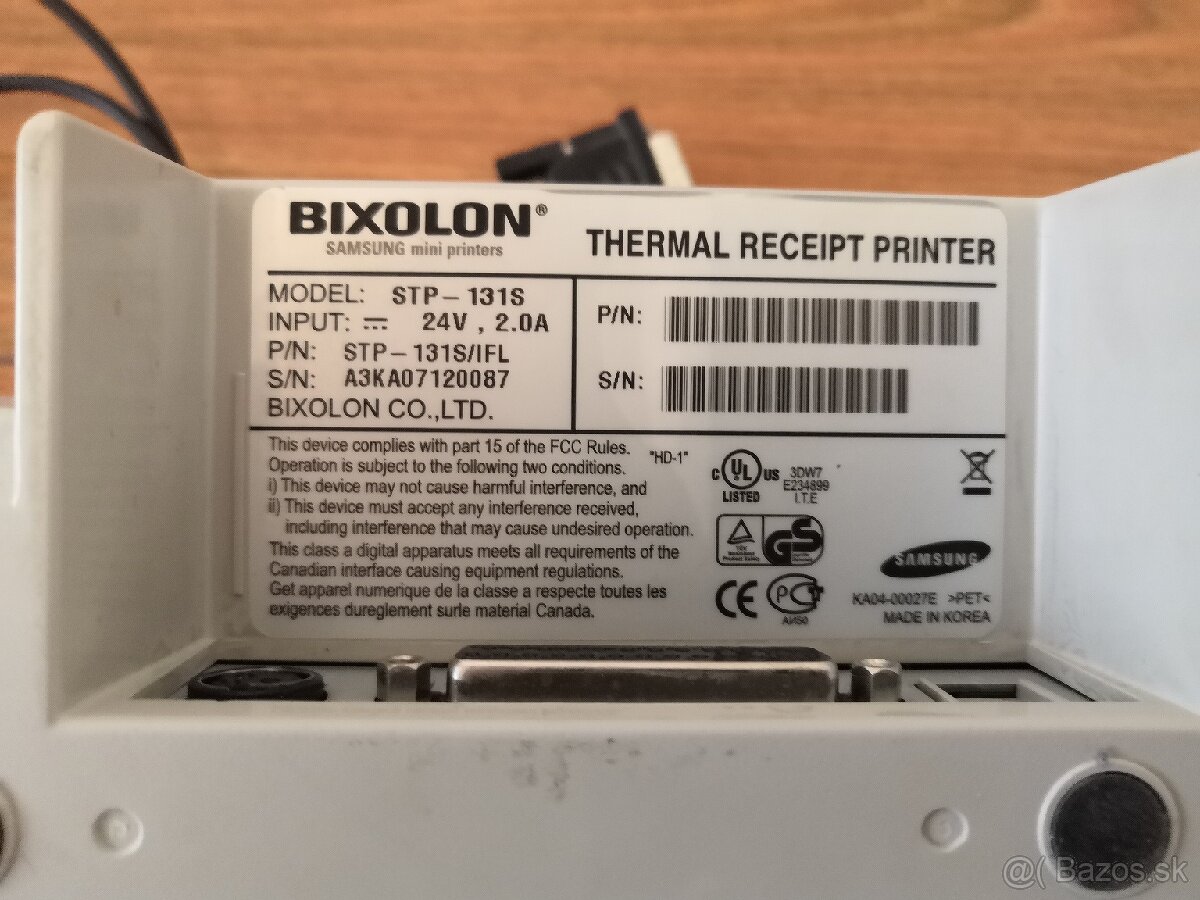 BIXOLON®
SAMSUNG mini printers
THERMAL RECEIPT PRINTER
MODEL: STP-131S
INPUT: 24V , 2.0A
P/N: STP-131S/IFL
S/N: A3KA07120087
BIXOLON CO.,LTD.
P/N:
S/N:
This device complies with part 15 of the FCC Rules.
Operation is subject to the following two conditions.
i) This device may not cause harmful interference, and
ii) This device must accept any interference received,
including interference that may cause undesired operation.
This class a digital apparatus meets all requirements of the
Canadian interface causing equipment regulations.
Get apparel numerique de la classe a respecte toutes les
exigences dureglement surle material Canada.
"HD-1"
C UL US
LISTED
3DW7
E234899
I.T.E
GS
CE
PC
АИ50
SAMSUNG
KA04-00027E >PET<
MADE IN KOREA
@( Bazos.sk